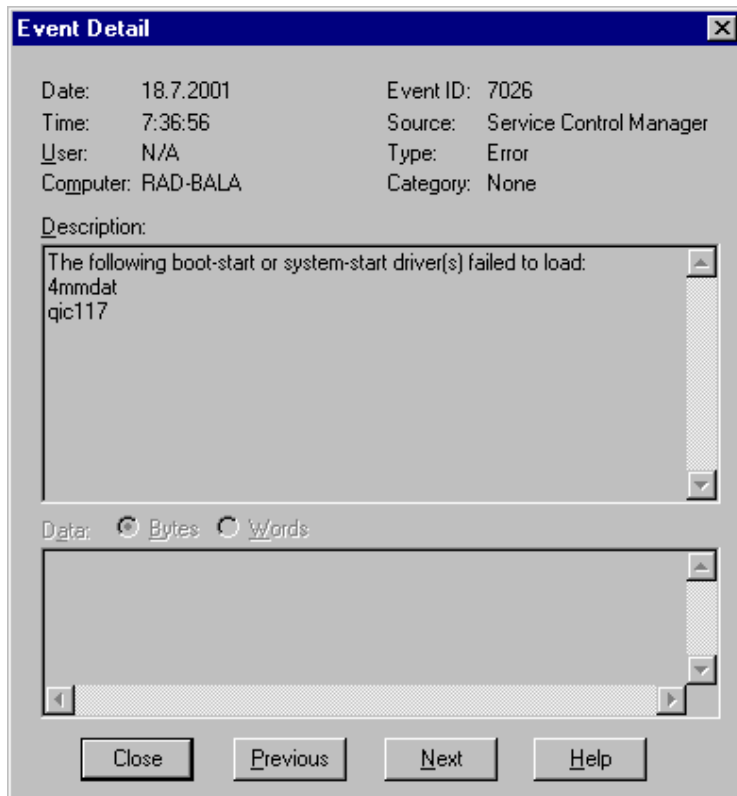 Event Detail
Date: 18.7.2001 Event ID: 7026
Time: 7:36:56 Source: Service Control Manager
User: N/A Type: Error
Computer: RAD-BALA Category: None
Description:
The following boot-start or system-start driver(s) failed to load:
4mmdat
qic117
Data: Bytes Words
Close Previous Next Help